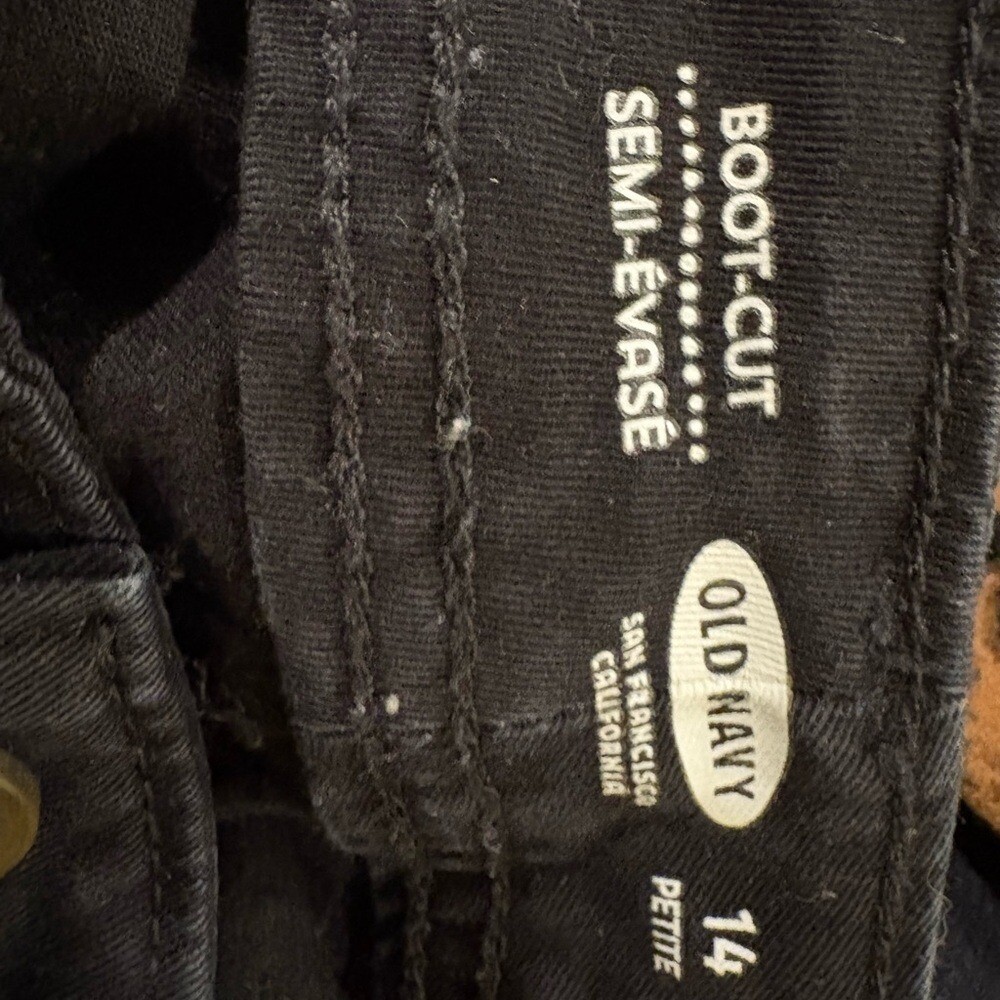 BOOT-CUT
SEMI-ÉVASÉ
OLD NAVY
SAN FRANCISCO
CALIFORNIA
14
PETITE